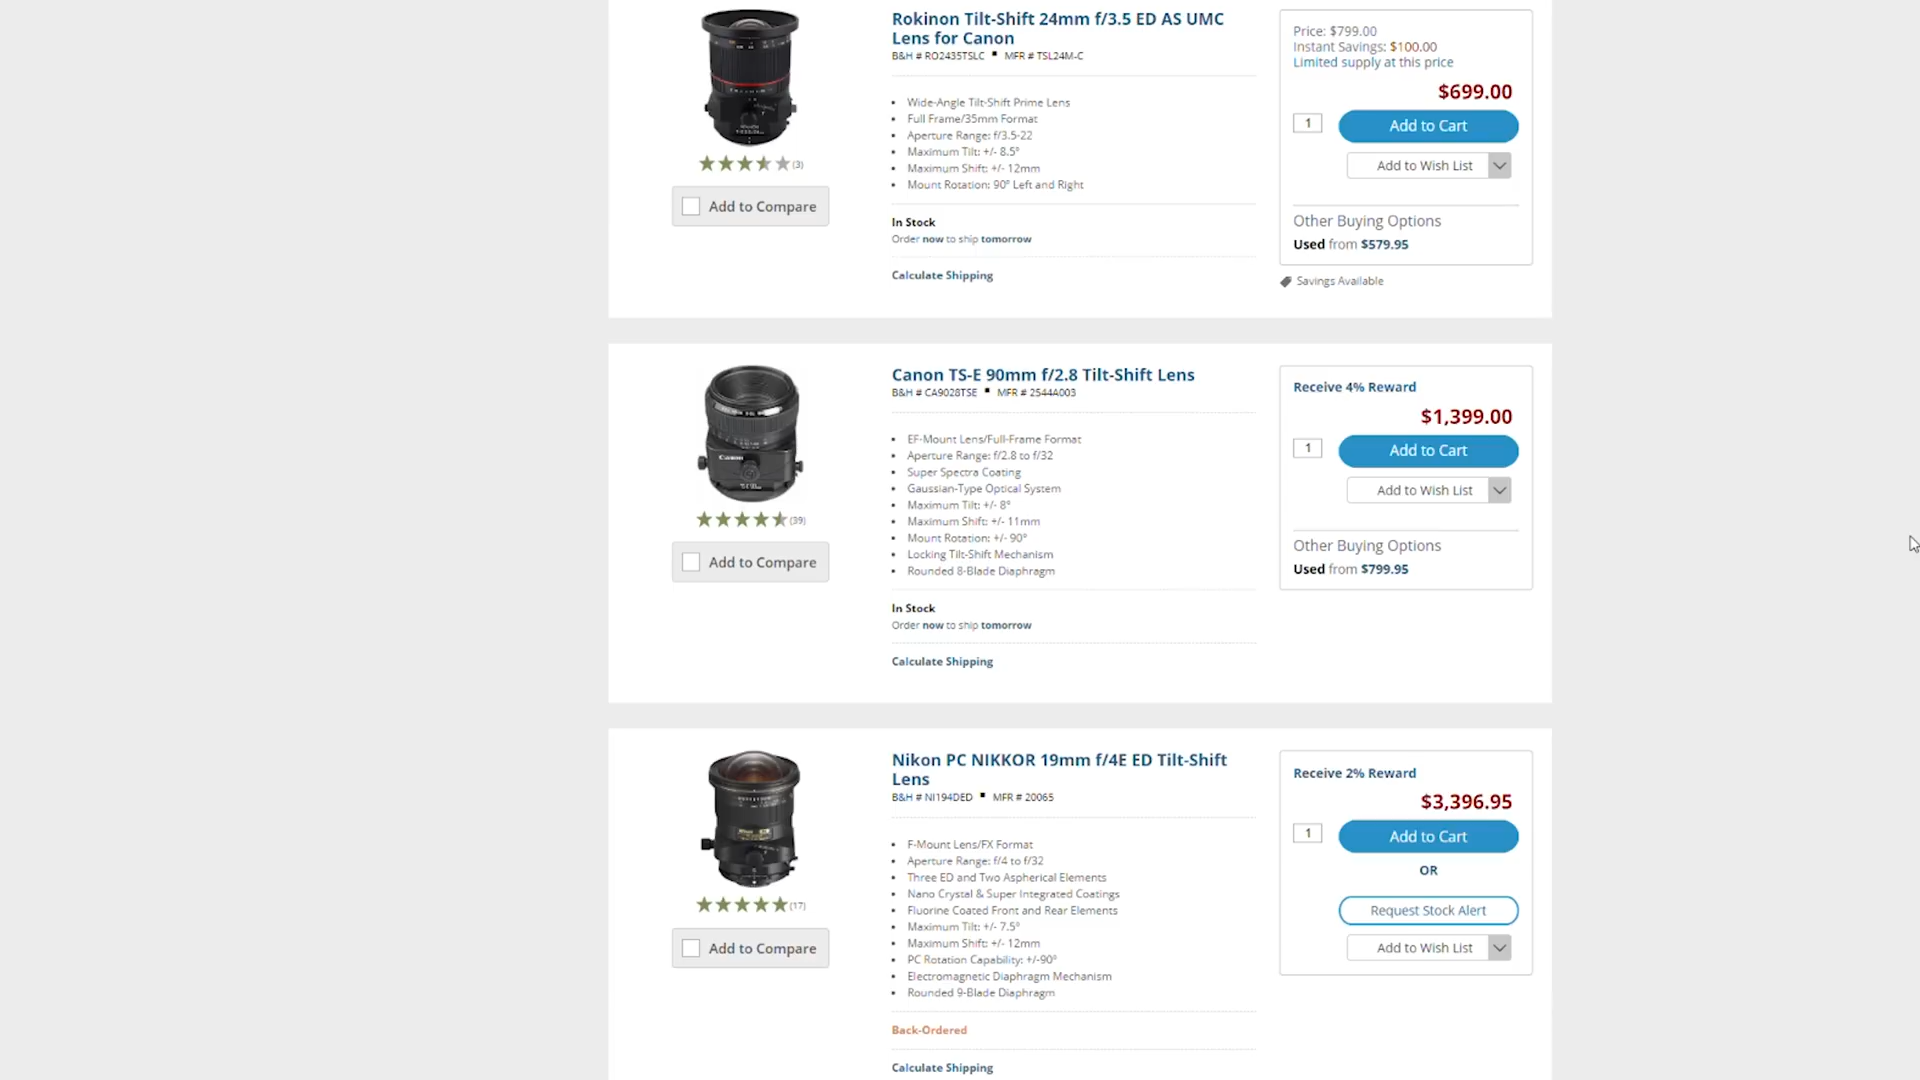 Rokinon Tilt-Shift 24mm f/3.5 ED AS UMC
Lens for Canon
B&H # RO2435TSLC ▪ MFR # TSL24M-C
• Wide-Angle Tilt-Shift Prime Lens
• Full Frame/35mm Format
• Aperture Range: f/3.5-22
• Maximum Tilt: +/- 8.5°
• Maximum Shift: +/- 12mm
• Mount Rotation: 90° Left and Right
(3)
Add to Compare
In Stock
Order now to ship tomorrow
Calculate Shipping
Price: $799.00
Instant Savings: $100.00
Limited supply at this price
$699.00
1
Add to Cart
Add to Wish List
Other Buying Options
Used from $579.95
Savings Available
Canon TS-E 90mm f/2.8 Tilt-Shift Lens
B&H # CA9028TSE ▪ MFR # 2544A003
• EF-Mount Lens/Full-Frame Format
• Aperture Range: f/2.8 to f/32
• Super Spectra Coating
• Gaussian-Type Optical System
• Maximum Tilt: +/- 8°
• Maximum Shift: +/- 11mm
• Mount Rotation: +/- 90°
• Locking Tilt-Shift Mechanism
• Rounded 8-Blade Diaphragm
Canon
(39)
Add to Compare
In Stock
Order now to ship tomorrow
Calculate Shipping
Receive 4% Reward
$1,399.00
1
Add to Cart
Add to Wish List
Other Buying Options
Used from $799.95
Nikon PC NIKKOR 19mm f/4E ED Tilt-Shift
Lens
B&H # NI194DED ▪ MFR # 20065
• F-Mount Lens/FX Format
• Aperture Range: f/4 to f/32
• Three ED and Two Aspherical Elements
• Nano Crystal & Super Integrated Coatings
• Fluorine Coated Front and Rear Elements
• Maximum Tilt: +/- 7.5°
• Maximum Shift: +/- 12mm
• PC Rotation Capability: +/-90°
• Electromagnetic Diaphragm Mechanism
• Rounded 9-Blade Diaphragm
(17)
Add to Compare
Back-Ordered
Calculate Shipping
Receive 2% Reward
$3,396.95
1
Add to Cart
OR
Request Stock Alert
Add to Wish List